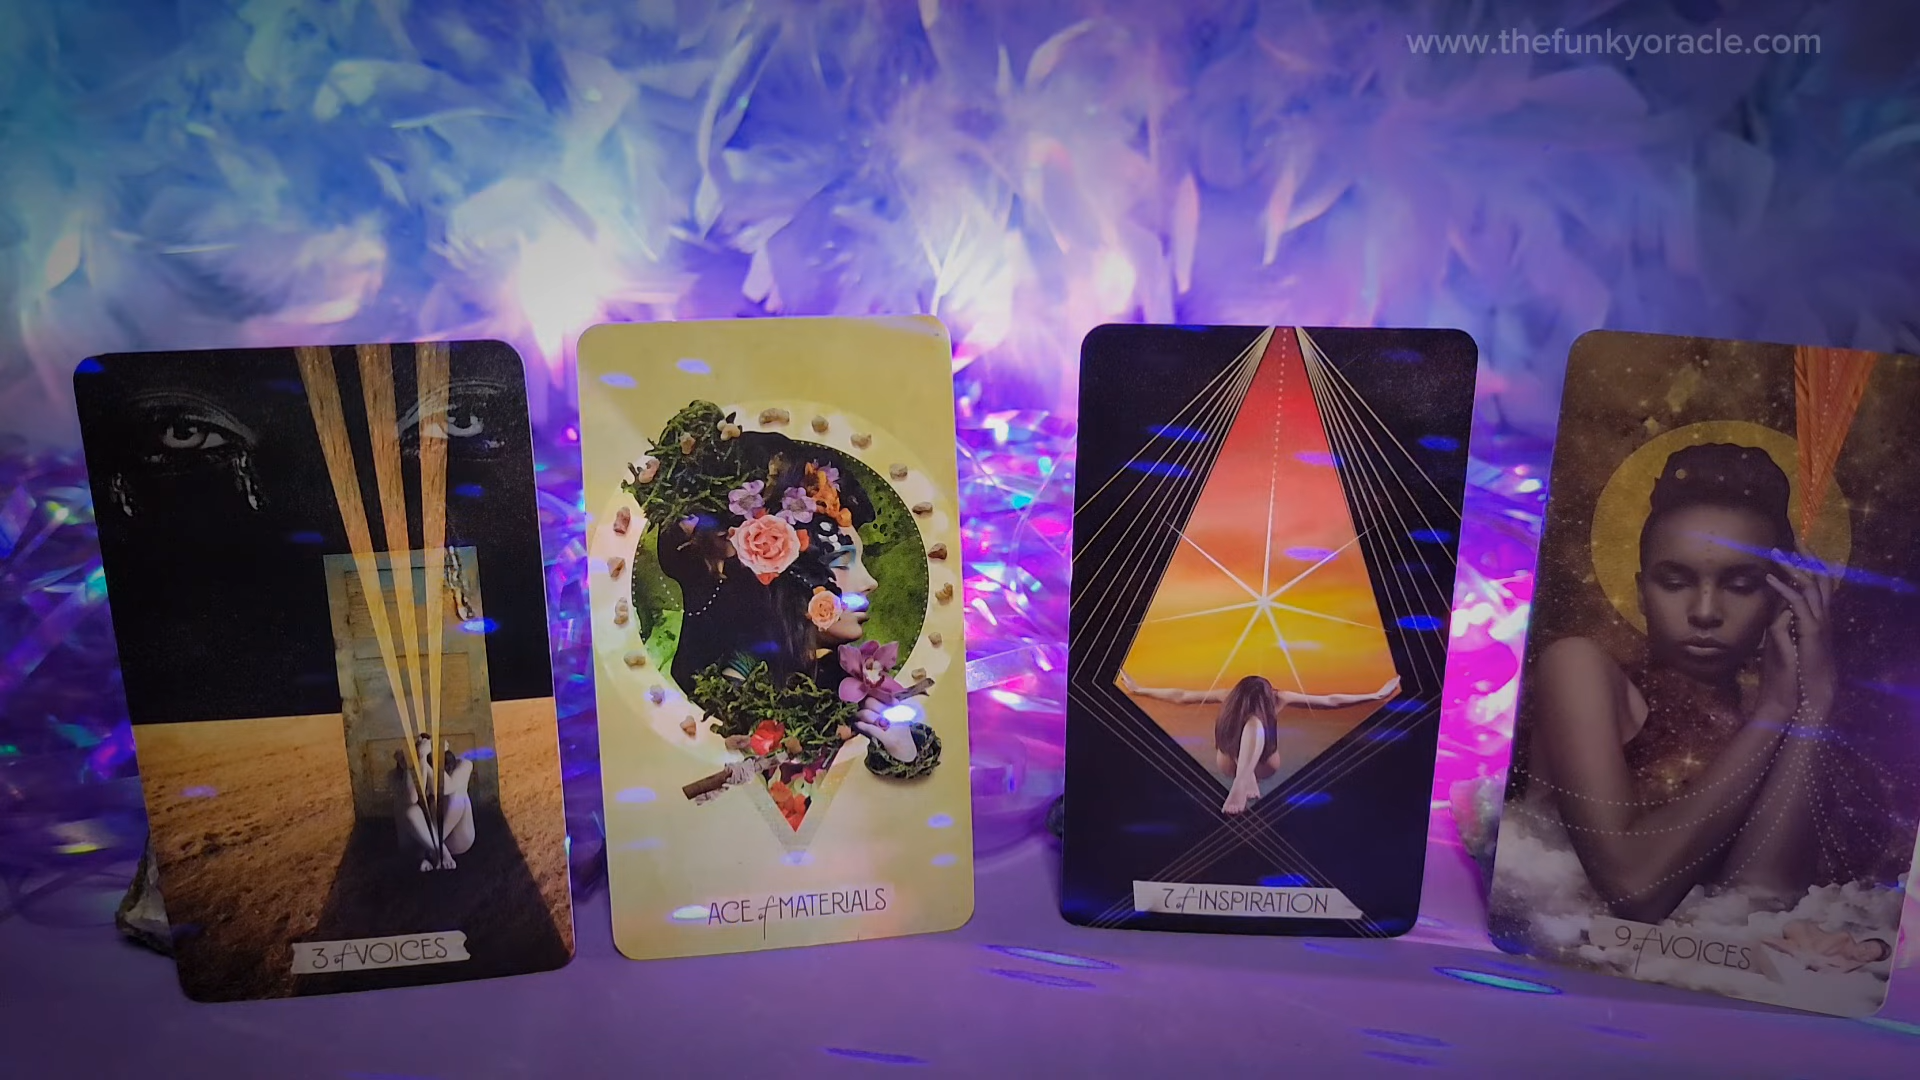 www.thefunkyoracle.com
3 of VOICES
ACE of MATERIALS
7 of INSPIRATION
9 of VOICES